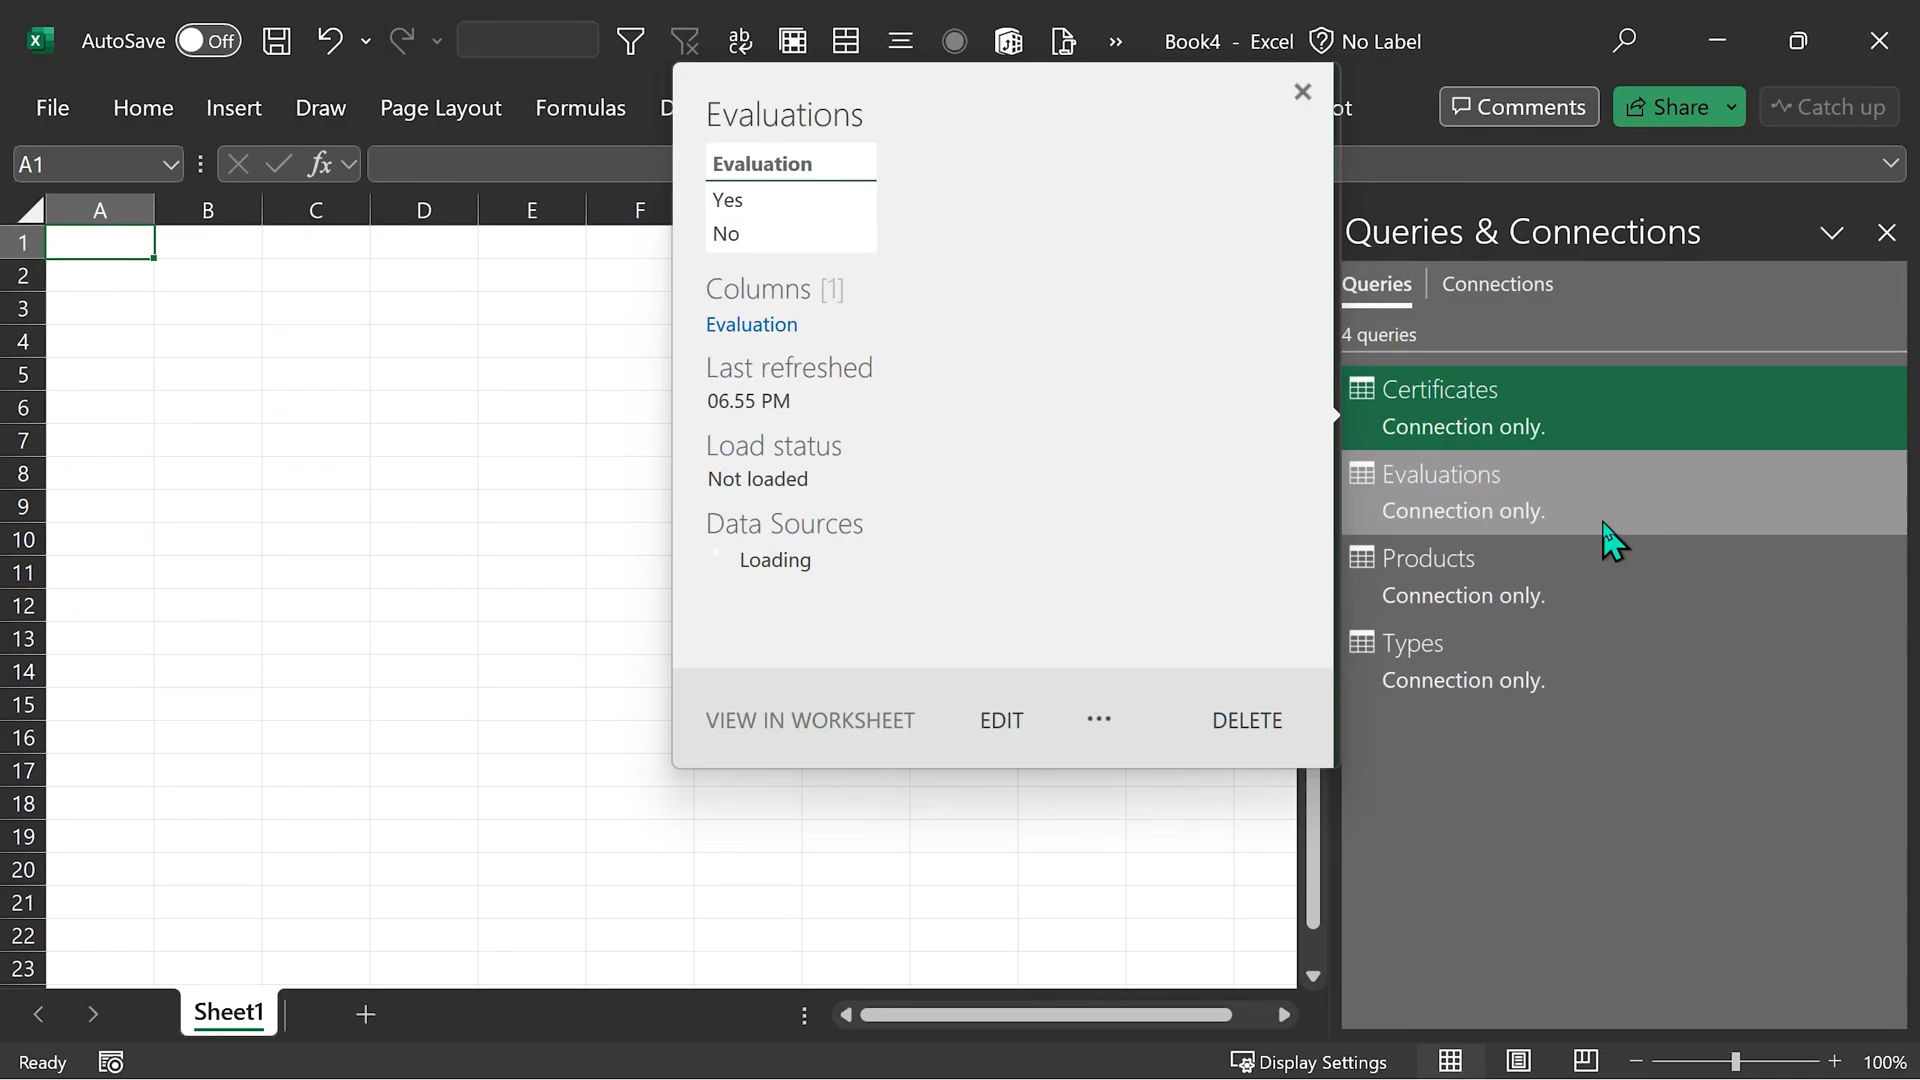 AutoSave Off Book4 - Excel No Label
File Home Insert Draw Page Layout Formulas D ot Comments Share Catch up
A1 fx
A B C D E F
1
2
3
4
5
6
7
8
9
10
11
12
13
14
15
16
17
18
19
20
21
22
23
Evaluations
Evaluation
Yes
No
Columns [1]
Evaluation
Last refreshed
06.55 PM
Load status
Not loaded
Data Sources
Loading
VIEW IN WORKSHEET EDIT ... DELETE
Queries & Connections
Queries Connections
4 queries
Certificates
Connection only.
Evaluations
Connection only.
Products
Connection only.
Types
Connection only.
Sheet1
Ready Display Settings 100%